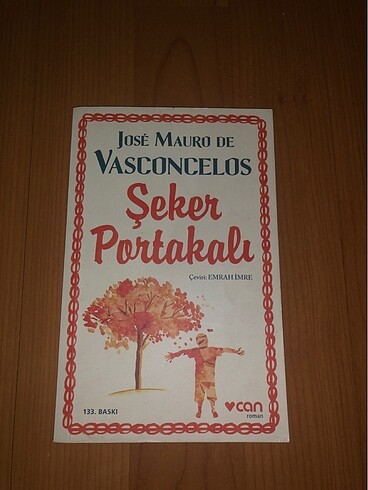 JOSÉ MAURO DE
VASCONCELOS
Şeker
Portakalı
Çeviri: EMRAH İMRE
133. BASKI
can
roman